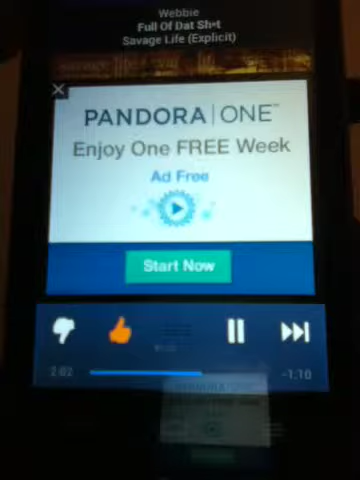 Webbie
Full Of Dat Sh*t
Savage Life (Explicit)
PANDORA|ONE™
Enjoy One FREE Week
Ad Free
Start Now
2:02
-1:10